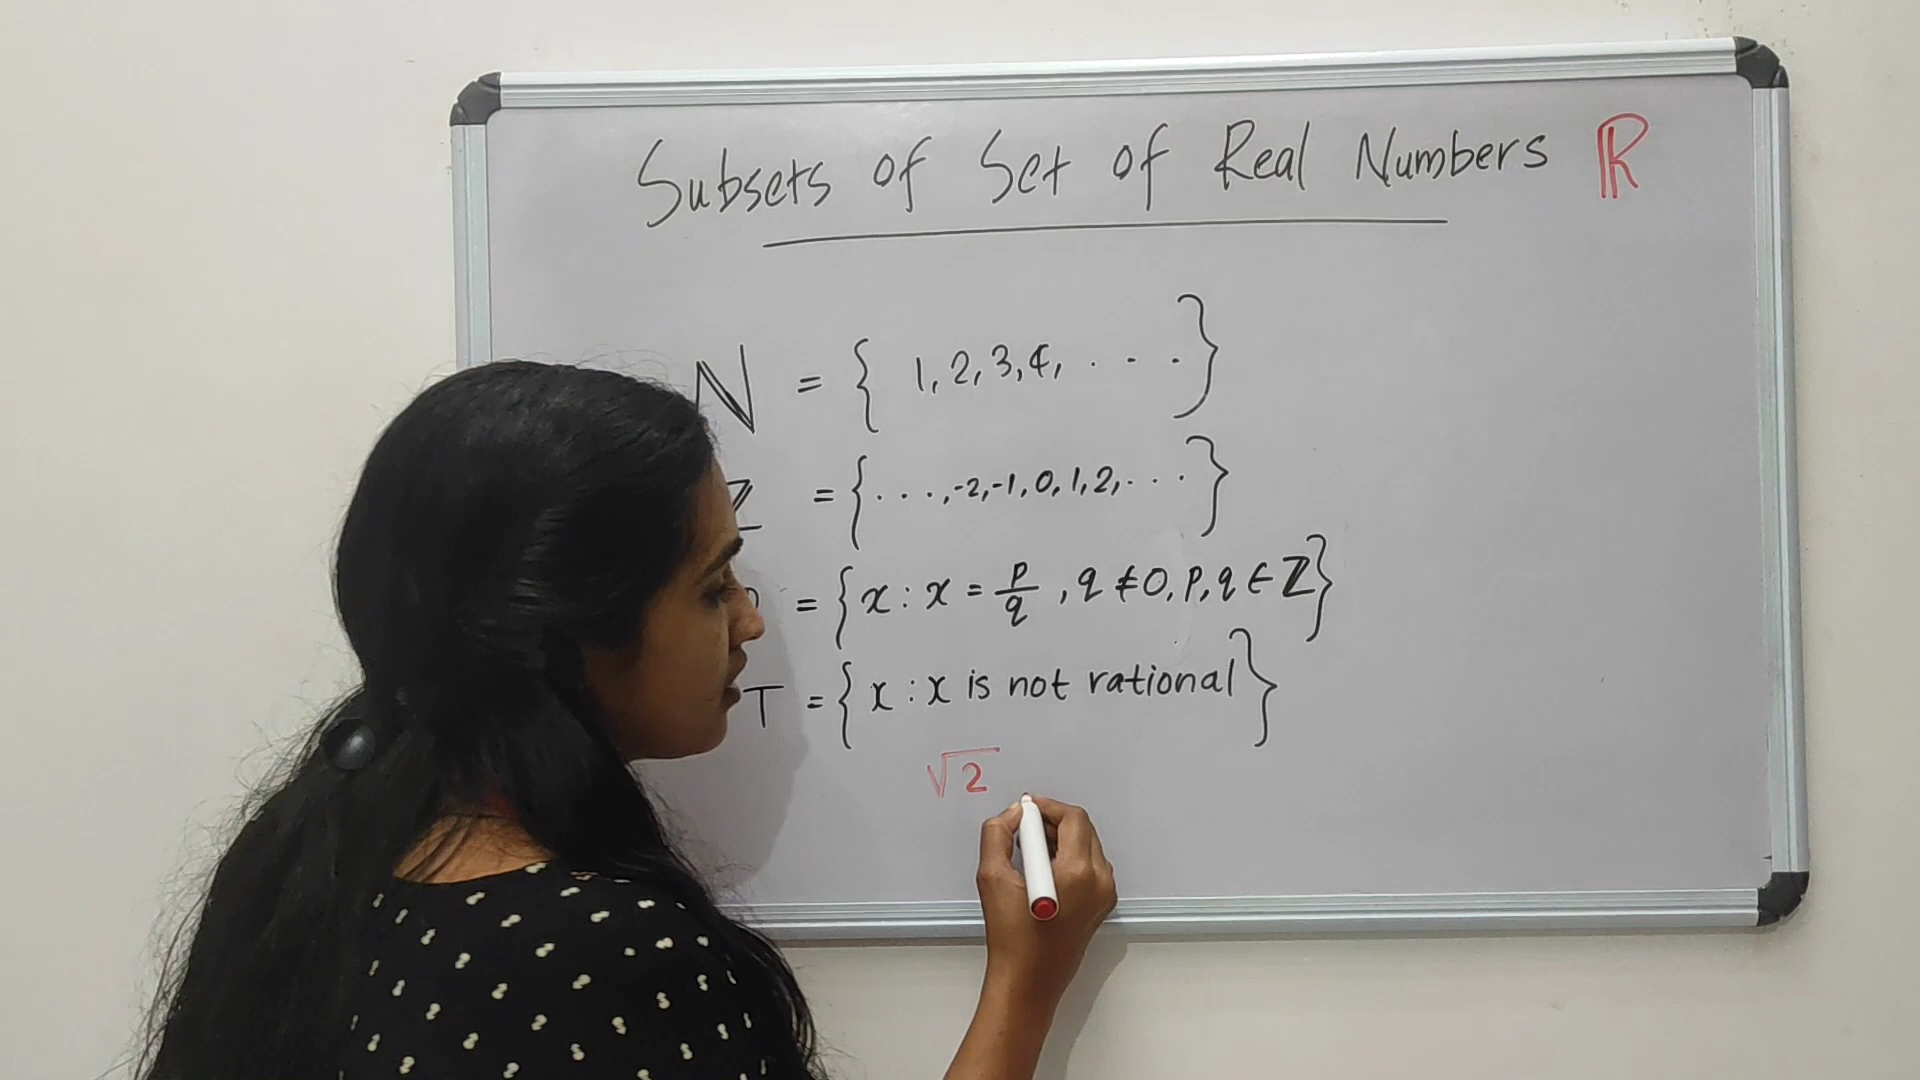 Subsets of Set of Real Numbers ℝ
N = { 1, 2, 3, 4, . . . }
Z = { . . . , -2, -1, 0, 1, 2, . . . }
= { x : x = p/q , q ≠ 0, p, q ∈ Z }
T = { x : x is not rational }
√2